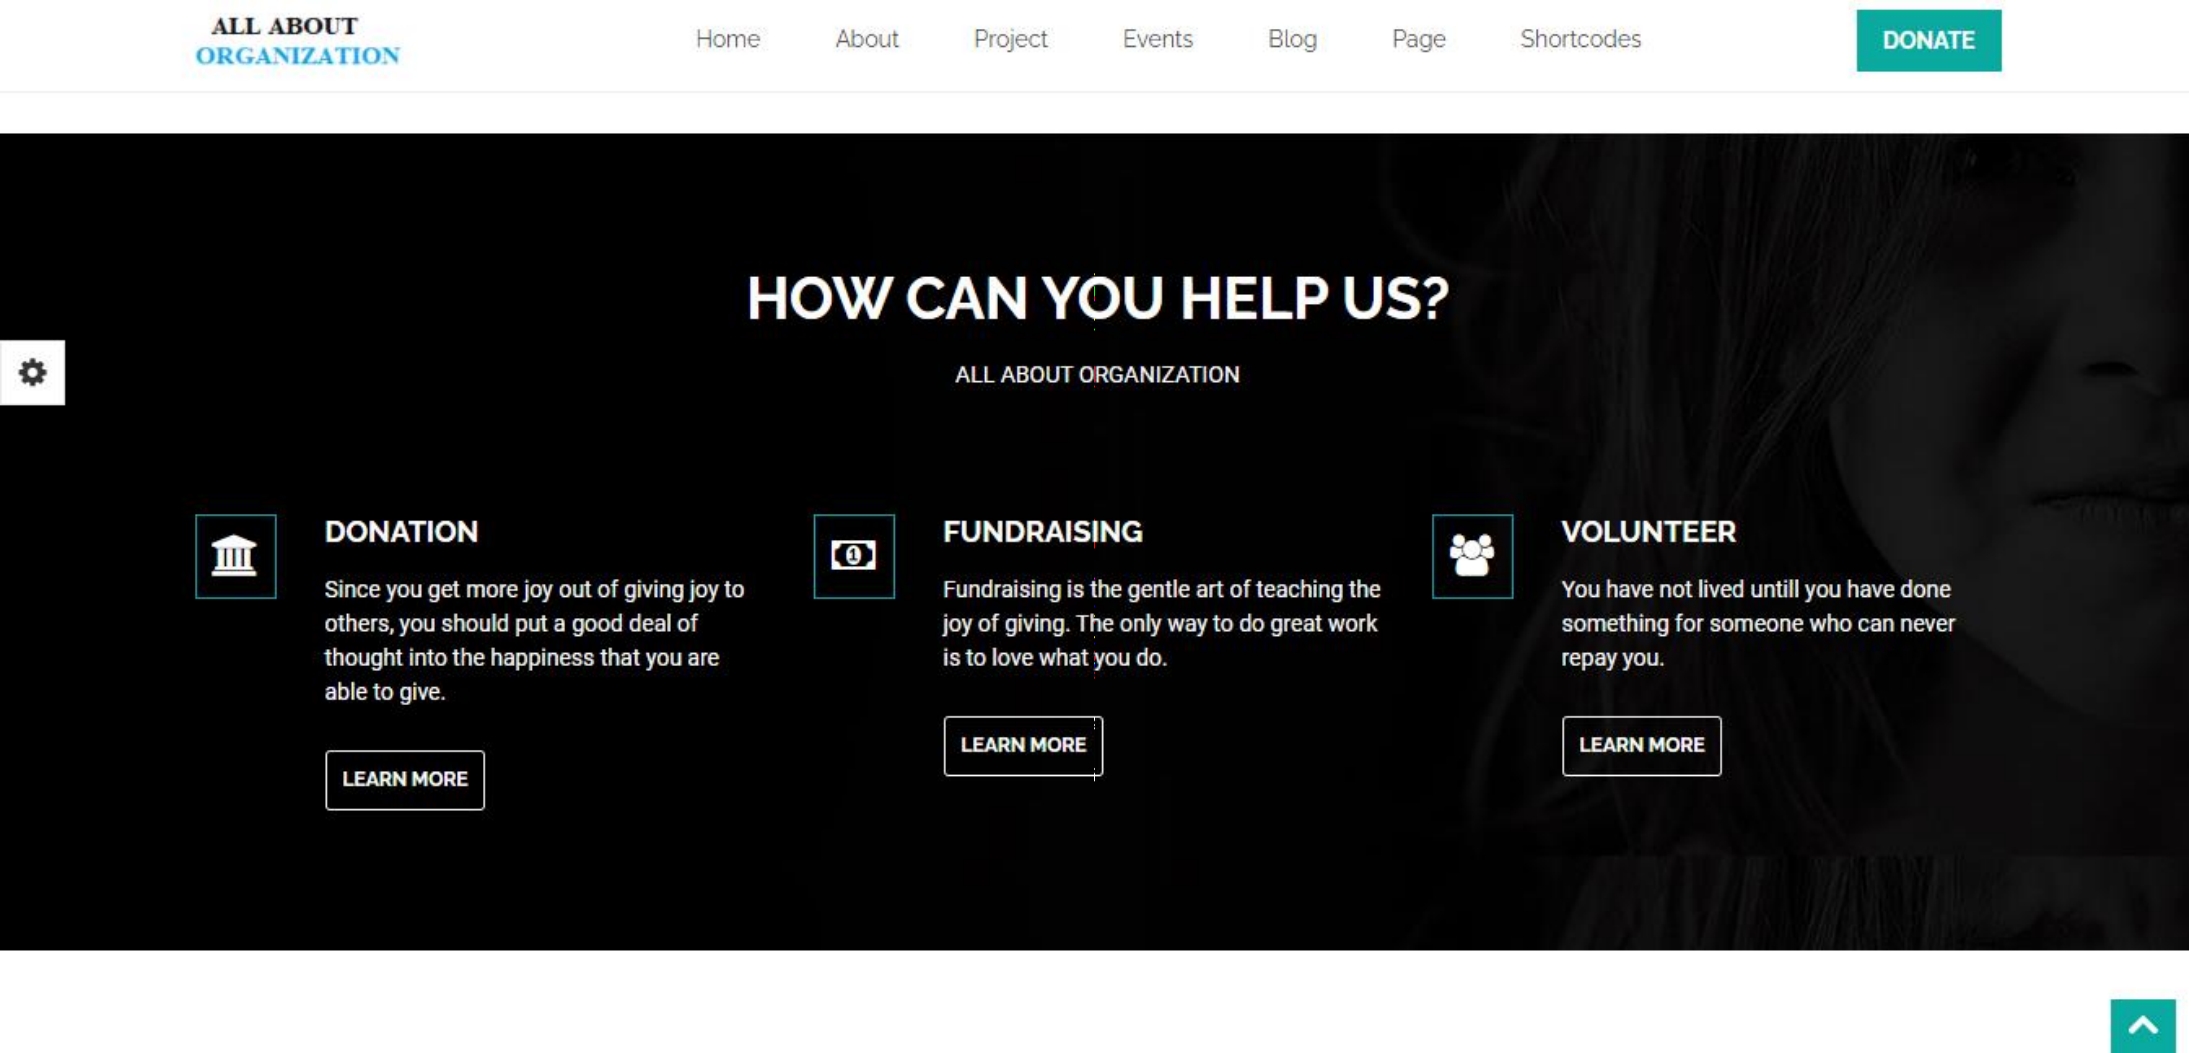 ALL ABOUT
ORGANIZATION
Home About Project Events Blog Page Shortcodes
DONATE
HOW CAN YOU HELP US?
ALL ABOUT ORGANIZATION
DONATION
Since you get more joy out of giving joy to
others, you should put a good deal of
thought into the happiness that you are
able to give.
LEARN MORE
1
FUNDRAISING
Fundraising is the gentle art of teaching the
joy of giving. The only way to do great work
is to love what you do.
LEARN MORE
VOLUNTEER
You have not lived untill you have done
something for someone who can never
repay you.
LEARN MORE